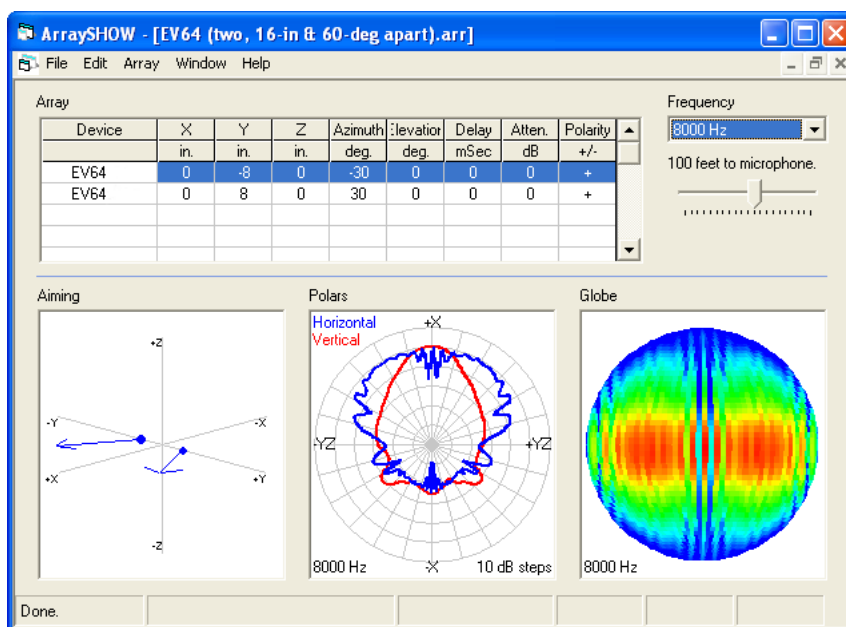 ArraySHOW - [EV64 (two, 16-in & 60-deg apart).arr]
File Edit Array Window Help
Array
Frequency
Device X Y Z Azimuth Elevation Delay Atten. Polarity
in. in. in. deg. deg. mSec dB +/-
EV64 0 -8 0 -30 0 0 0 +
EV64 0 8 0 30 0 0 0 +
8000 Hz
100 feet to microphone.
Aiming
Polars
Globe
+Z
-Y
-X
+X
+Y
-Z
Horizontal
Vertical
+X
-YZ
+YZ
-X
8000 Hz
10 dB steps
8000 Hz
Done.